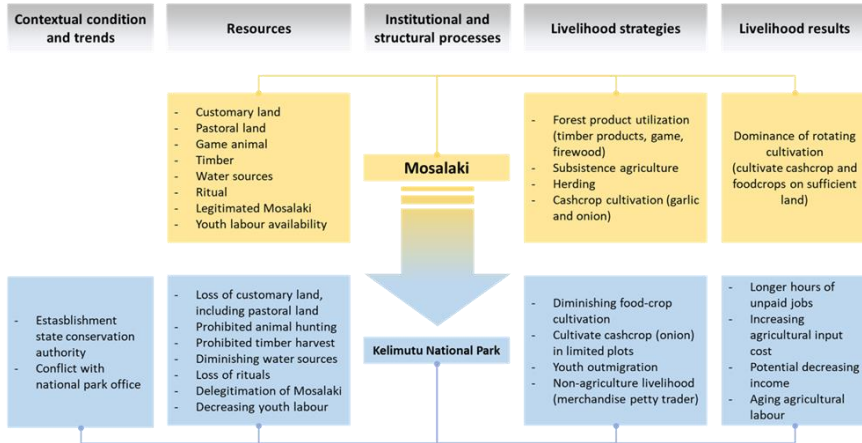 Contextual condition
and trends
Resources
Institutional and
structural processes
Livelihood strategies
Livelihood results
- Customary land
- Pastoral land
- Game animal
- Timber
- Water sources
- Ritual
- Legitimated Mosalaki
- Youth labour availability
Mosalaki
- Forest product utilization
(timber products, game,
firewood)
- Subsistence agriculture
- Herding
- Cashcrop cultivation (garlic
and onion)
Dominance of rotating
cultivation
(cultivate cashcrop and
foodcrops on sufficient
land)
- Estasblishment
state conservation
authority
- Conflict with
national park office
- Loss of customary land,
including pastoral land
- Prohibited animal hunting
- Prohibited timber harvest
- Diminishing water sources
- Loss of rituals
- Delegitimation of Mosalaki
- Decreasing youth labour
Kelimutu National Park
- Diminishing food-crop
cultivation
- Cultivate cashcrop (onion)
in limited plots
- Youth outmigration
- Non-agriculture livelihood
(merchandise petty trader)
- Longer hours of
unpaid jobs
- Increasing
agricultural input
cost
- Potential decreasing
income
- Aging agricultural
labour